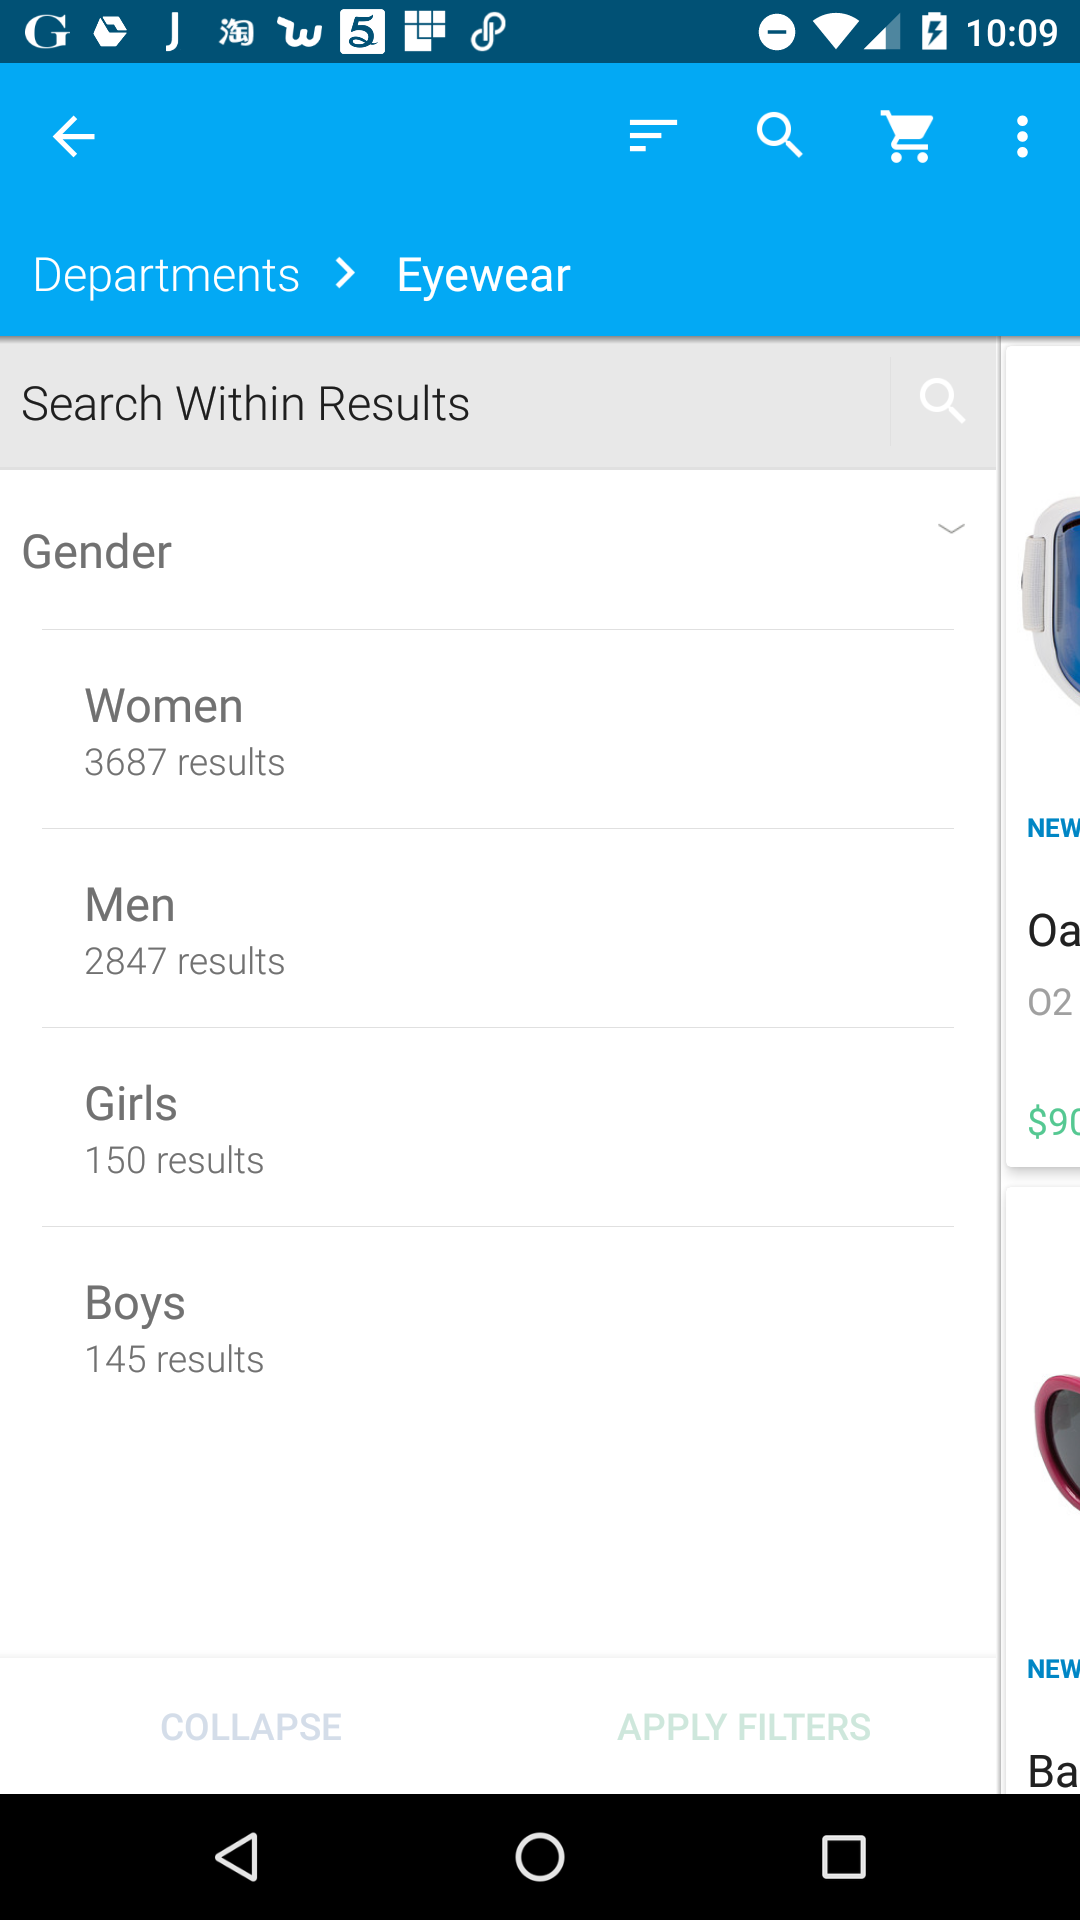 G J 淘 w 5 10:09
Departments Eyewear
Search Within Results
Gender
Women
3687 results
Men
2847 results
Girls
150 results
Boys
145 results
COLLAPSE APPLY FILTERS
NEW
Oa
O2
$90
NEW
Ba